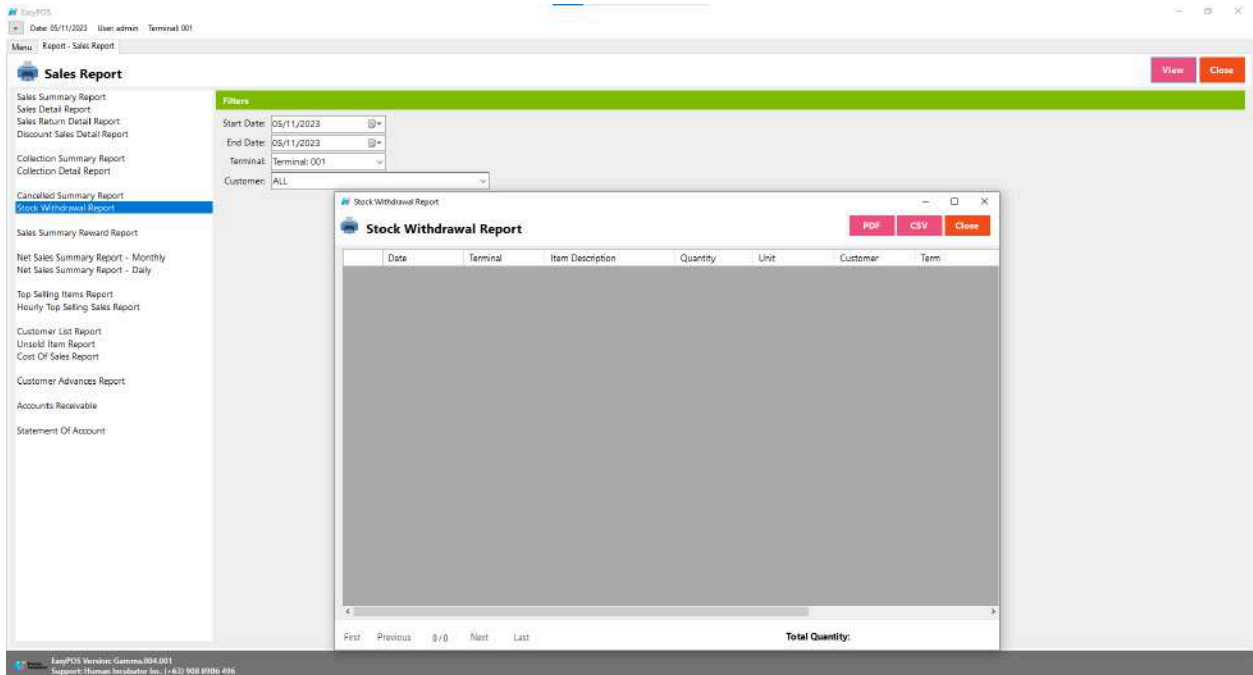 EasyPOS
Date: 05/11/2023 User: admin Terminal: 001
Menu Report - Sales Report
Sales Report
View Close
Sales Summary Report
Sales Detail Report
Sales Return Detail Report
Discount Sales Detail Report
Collection Summary Report
Collection Detail Report
Cancelled Summary Report
Stock Withdrawal Report
Sales Summary Reward Report
Net Sales Summary Report - Monthly
Net Sales Summary Report - Daily
Top Selling Items Report
Hourly Top Selling Sales Report
Customer List Report
Unsold Item Report
Cost Of Sales Report
Customer Advances Report
Accounts Receivable
Statement Of Account
Filters
Start Date: 05/11/2023
End Date: 05/11/2023
Terminal: Terminal: 001
Customer: ALL
Stock Withdrawal Report
Stock Withdrawal Report
PDF CSV Close
Date Terminal Item Description Quantity Unit Customer Term
First Previous 0 / 0 Next Last Total Quantity:
EasyPOS Version: Gamma.004.001
Support: Human Incubator Inc. (+63) 908 8906 496